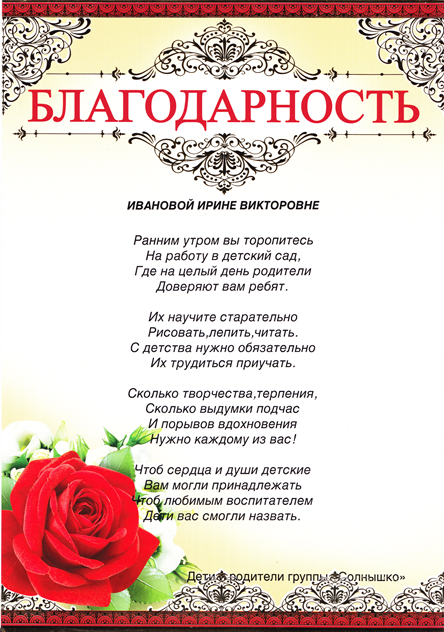 БЛАГОДАРНОСТЬ
ИВАНОВОЙ ИРИНЕ ВИКТОРОВНЕ
Ранним утром вы торопитесь
На работу в детский сад,
Где на целый день родители
Доверяют вам ребят.
Их научите старательно
Рисовать,лепить,читать.
С детства нужно обязательно
Их трудиться приучать.
Сколько творчества,терпения,
Сколько выдумки подчас
И порывов вдохновения
Нужно каждому из вас!
Чтоб сердца и души детские
Вам могли принадлежать
Чтоб любимым воспитателем
Дети вас смогли назвать.
Дети и родители группы «Солнышко»